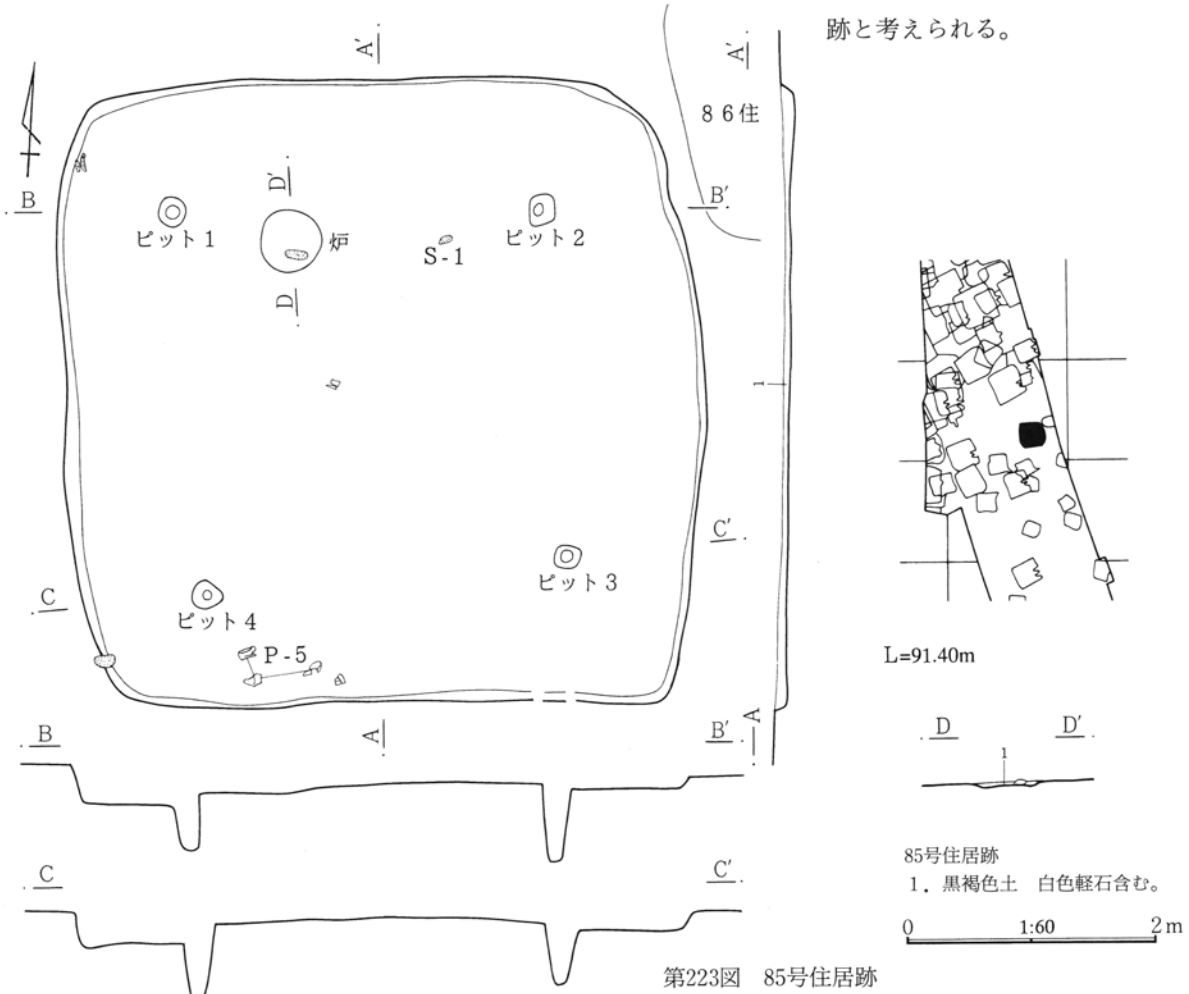 跡と考えられる。
A'
A'
86住
B
D'
B'
ピット1
炉
ピット2
S-1
D
1
C'
C
ピット3
ピット4
P-5
L=91.40m
B
A
B'
A
D
D'
1
C
C'
85号住居跡
1. 黒褐色土 白色軽石含む。
0 1:60 2m
第223図 85号住居跡